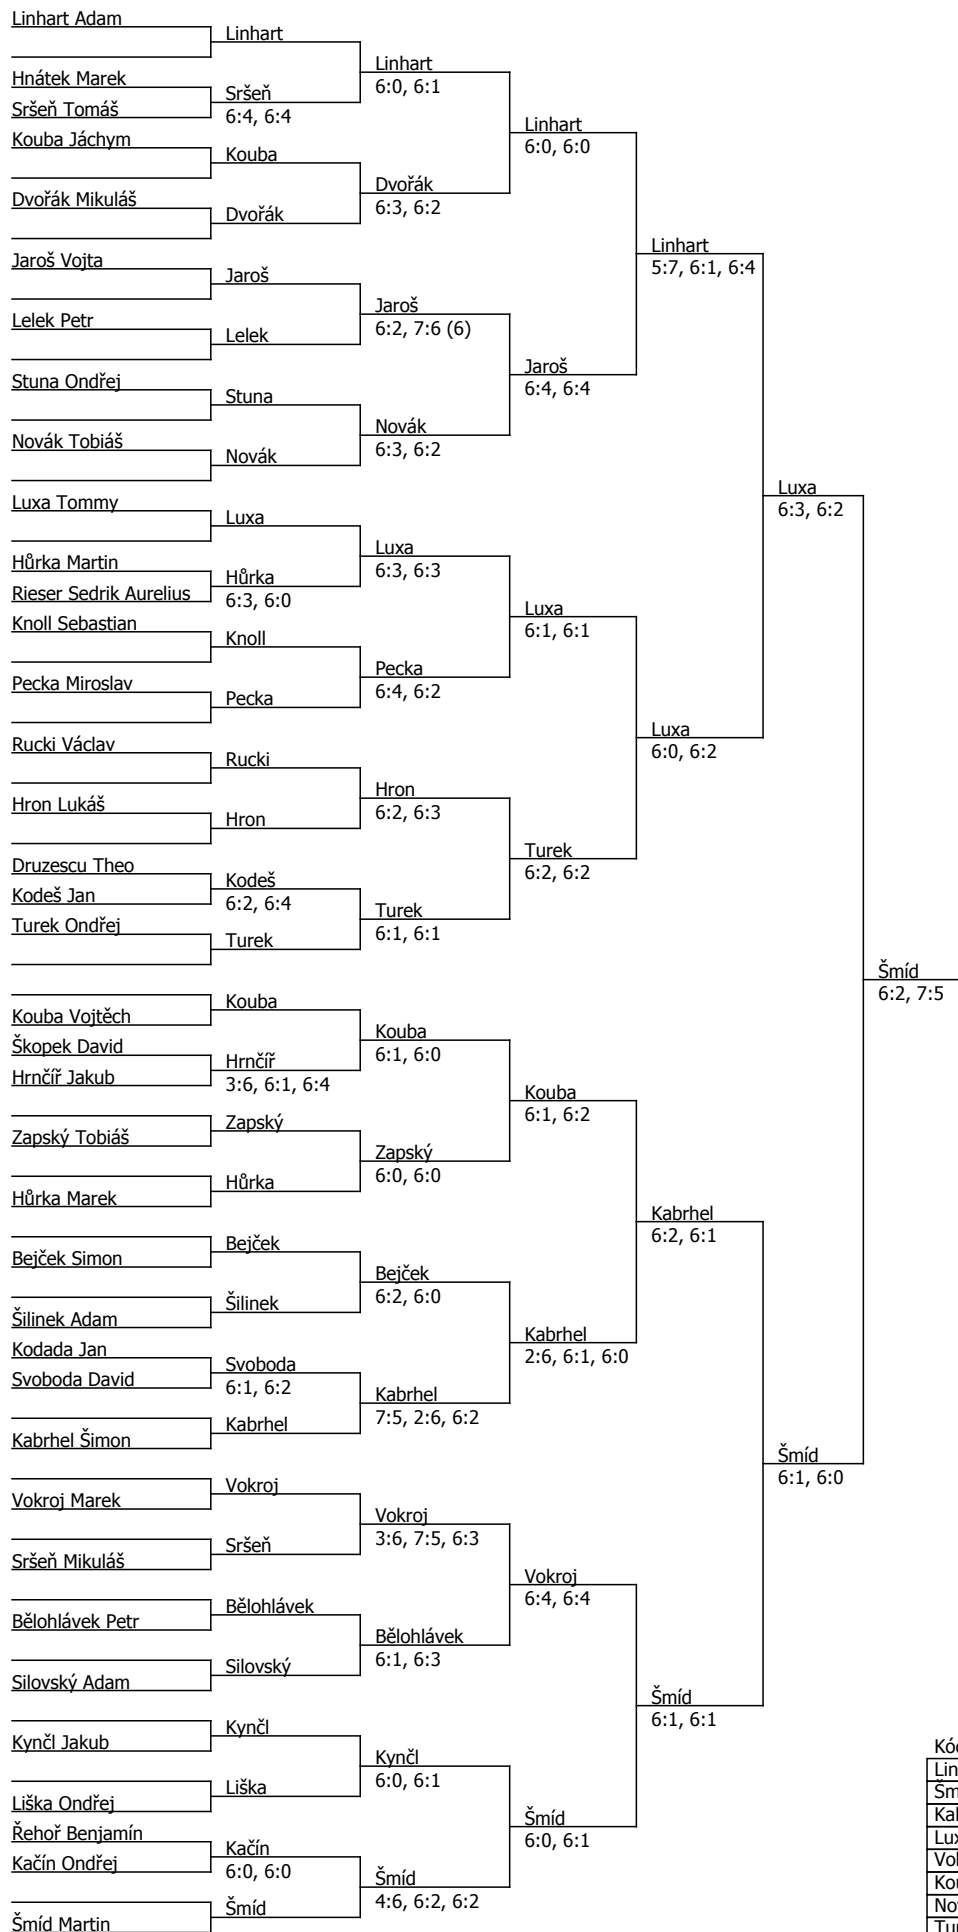 Linhart Adam
Hnátek Marek
Sršeň Tomáš
Kouba Jáchym
Dvořák Mikuláš
Jaroš Vojta
Lelek Petr
Stuna Ondřej
Novák Tobiáš
Luxa Tommy
Hůrka Martin
Rieser Sedrik Aurelius
Knoll Sebastian
Pecka Miroslav
Rucki Václav
Hron Lukáš
Druzescu Theo
Kodeš Jan
Turek Ondřej
Kouba Vojtěch
Škopek David
Hrnčíř Jakub
Zapský Tobiáš
Hůrka Marek
Bejček Simon
Šilinek Adam
Kodada Jan
Svoboda David
Kabrhel Šimon
Vokroj Marek
Sršeň Mikuláš
Bělohlávek Petr
Silovský Adam
Kynčl Jakub
Liška Ondřej
Řehoř Benjamín
Kačín Ondřej
Šmíd Martin
Linhart
Sršeň
6:4, 6:4
Kouba
Dvořák
Jaroš
Lelek
Stuna
Novák
Luxa
Hůrka
6:3, 6:0
Knoll
Pecka
Rucki
Hron
Kodeš
6:2, 6:4
Turek
Kouba
Hrnčíř
3:6, 6:1, 6:4
Zapský
Hůrka
Bejček
Šilinek
Svoboda
6:1, 6:2
Kabrhel
Vokroj
Sršeň
Bělohlávek
Silovský
Kynčl
Liška
Kačín
6:0, 6:0
Šmíd
Linhart
6:0, 6:1
Dvořák
6:3, 6:2
Jaroš
6:2, 7:6 (6)
Novák
6:3, 6:2
Luxa
6:3, 6:3
Pecka
6:4, 6:2
Hron
6:2, 6:3
Turek
6:1, 6:1
Kouba
6:1, 6:0
Zapský
6:0, 6:0
Bejček
6:2, 6:0
Kabrhel
7:5, 2:6, 6:2
Vokroj
3:6, 7:5, 6:3
Bělohlávek
6:1, 6:3
Kynčl
6:0, 6:1
Šmíd
4:6, 6:2, 6:2
Linhart
6:0, 6:0
Jaroš
6:4, 6:4
Luxa
6:1, 6:1
Turek
6:2, 6:2
Kouba
6:1, 6:2
Kabrhel
2:6, 6:1, 6:0
Vokroj
6:4, 6:4
Šmíd
6:0, 6:1
Linhart
5:7, 6:1, 6:4
Luxa
6:0, 6:2
Kabrhel
6:2, 6:1
Šmíd
6:1, 6:1
Luxa
6:3, 6:2
Šmíd
6:1, 6:0
Šmíd
6:2, 7:5